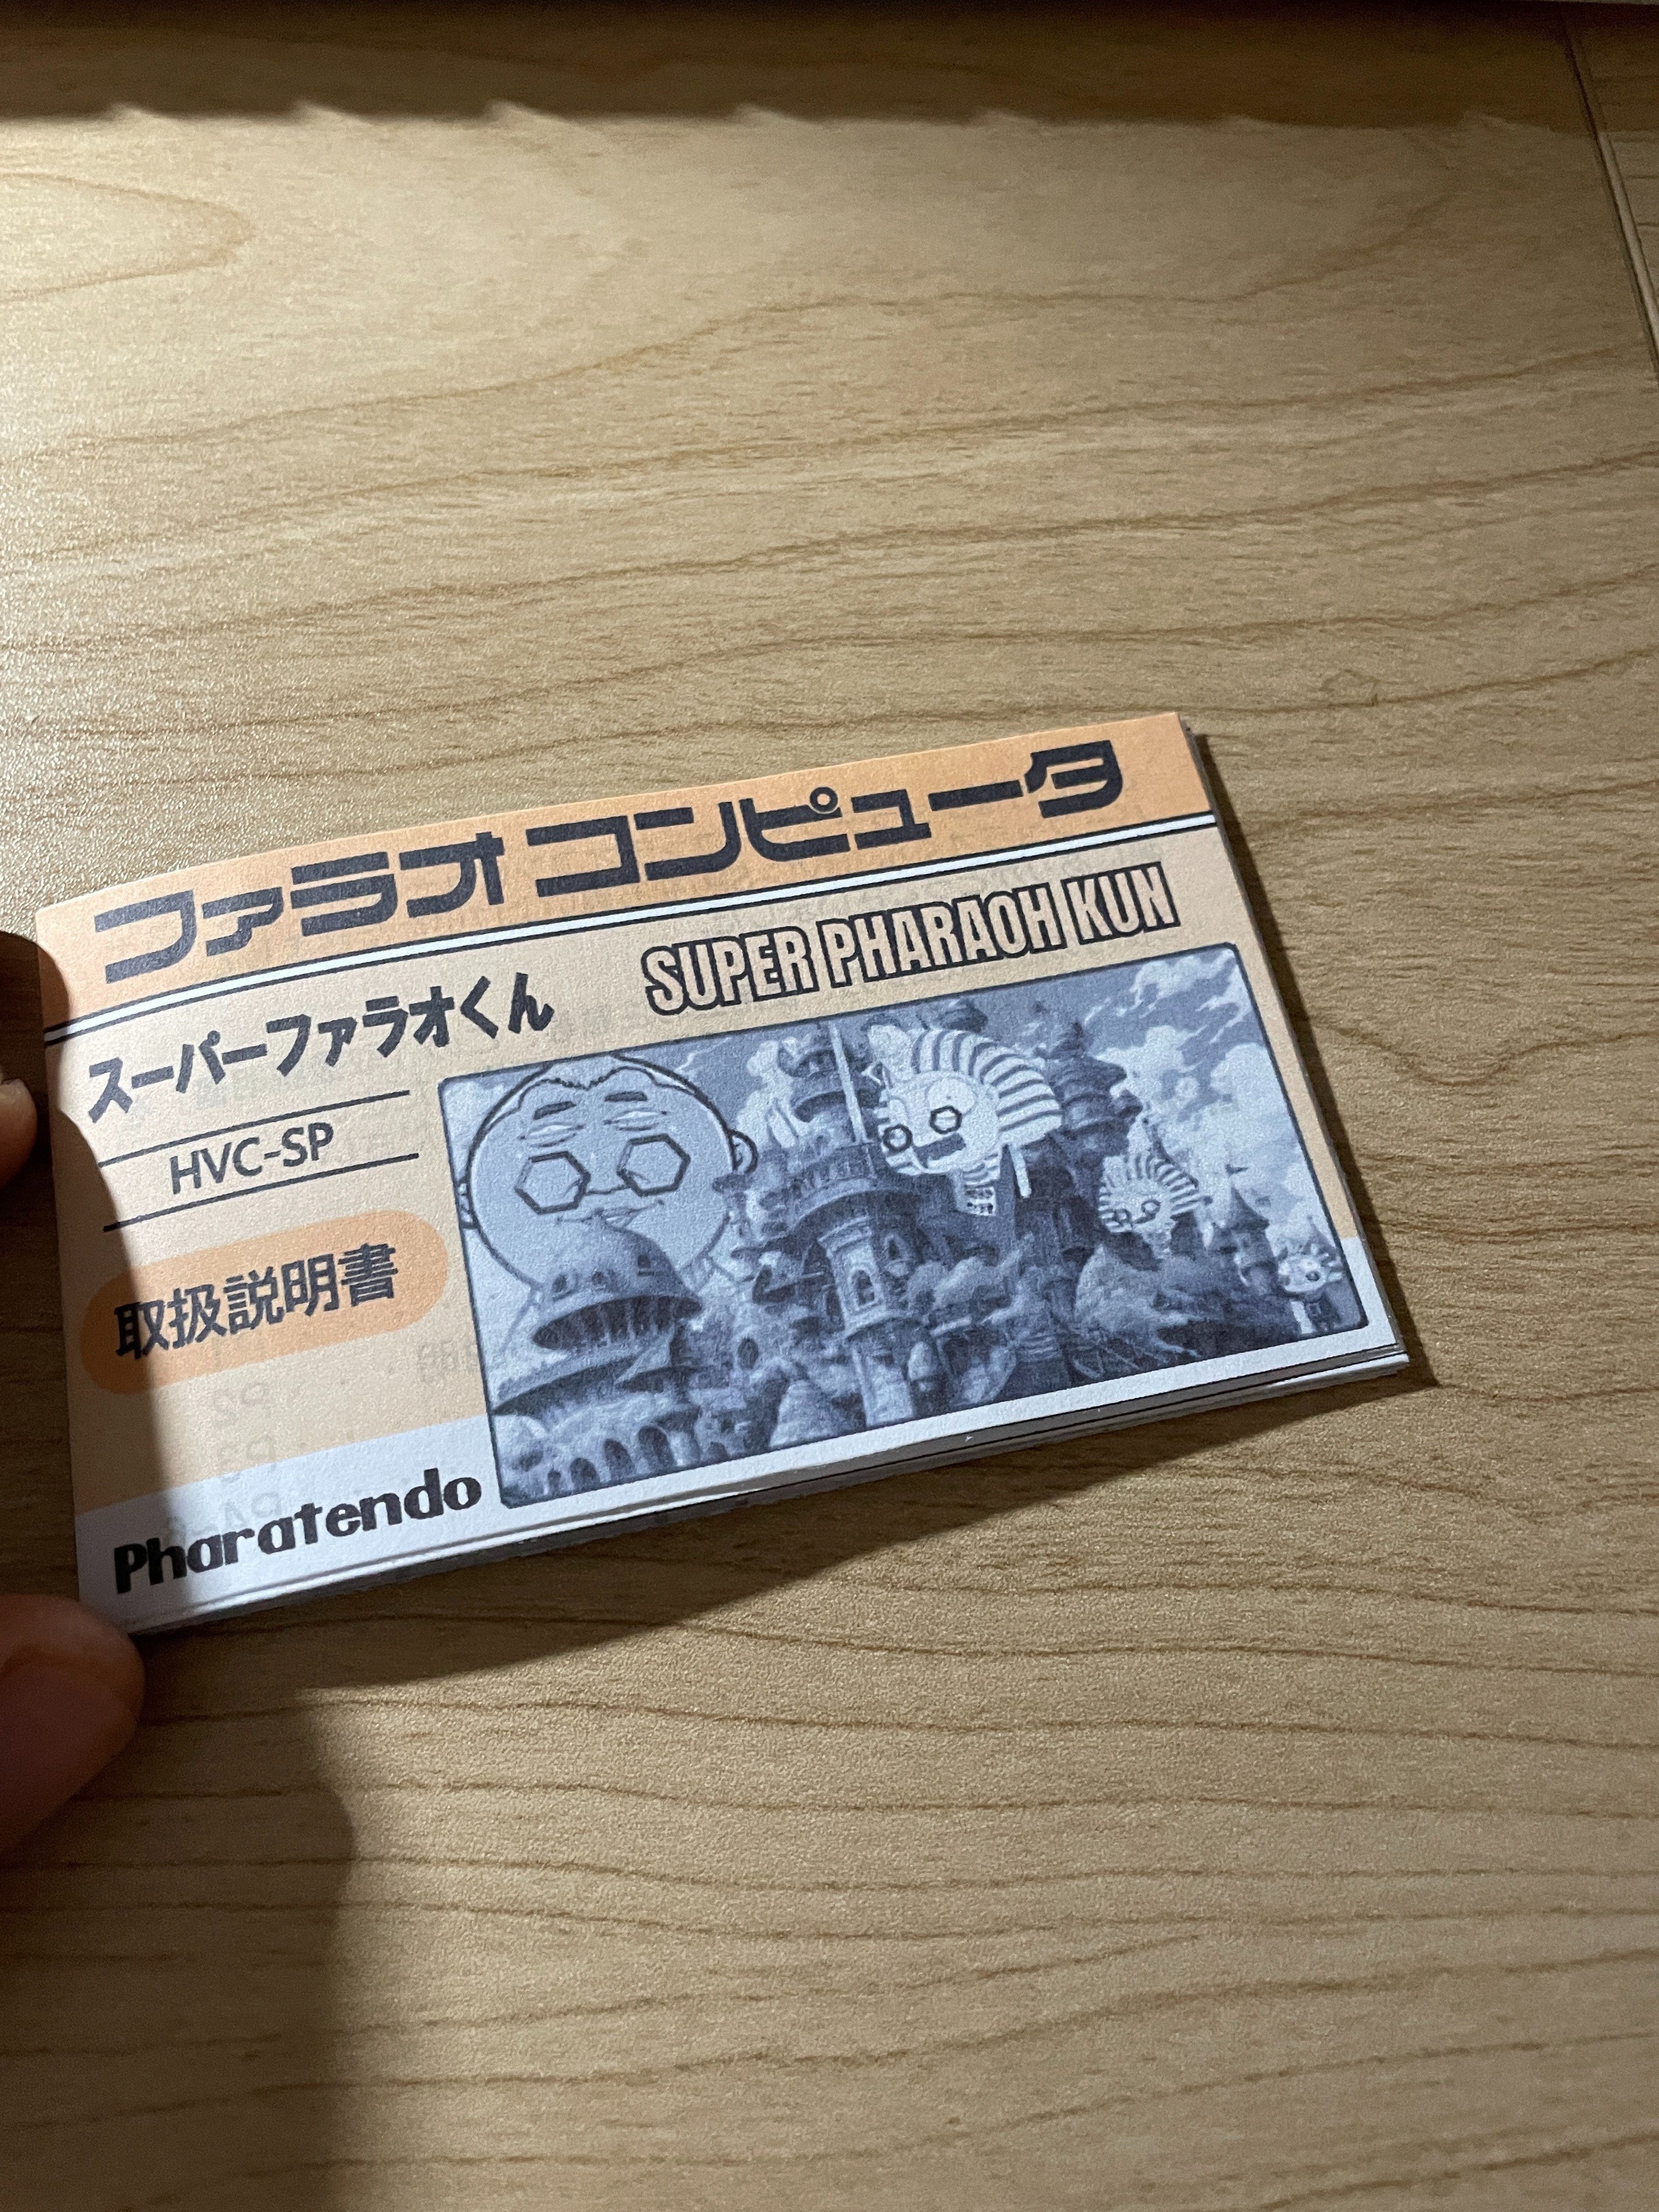 ファラオコンピュータ
スーパーファラオくん
SUPER PHARAOH KUN
HVC-SP
取扱説明書
Pharatendo